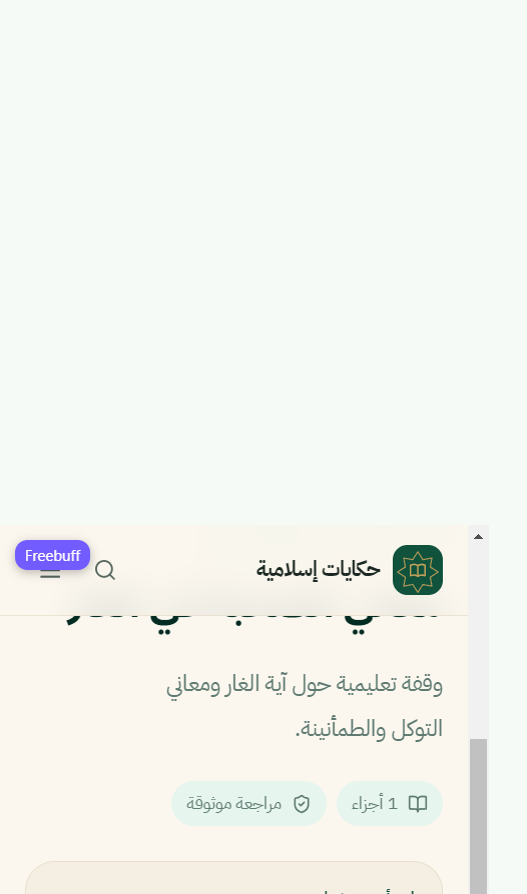 حكايات إسلامية
Freebuff
وقفة تعليمية حول آية الغار ومعاني
التوكل والطمأنينة.
1 أجزاء
مراجعة موثوقة